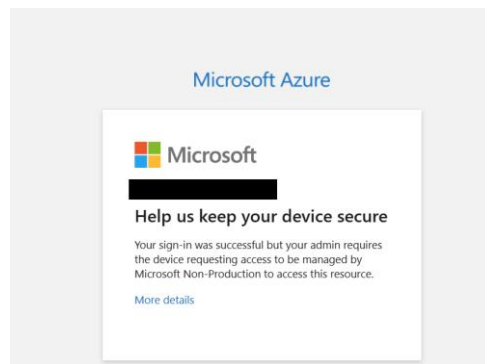 Microsoft Azure
Microsoft
Help us keep your device secure
Your sign-in was successful but your admin requires
the device requesting access to be managed by
Microsoft Non-Production to access this resource.
More details